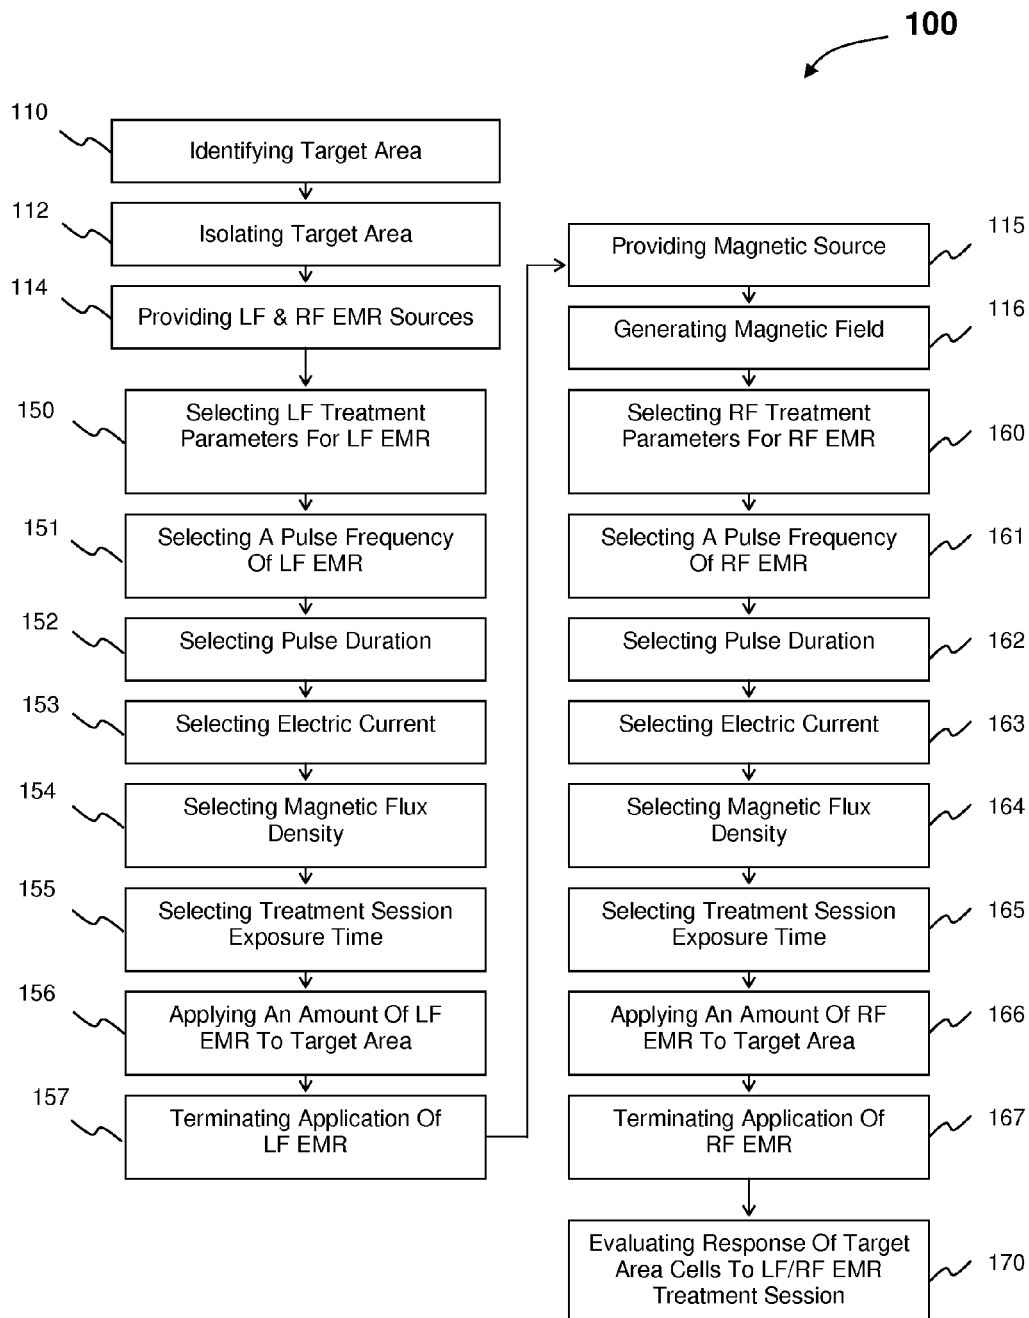 100
110
Identifying Target Area
112
Isolating Target Area
114
Providing LF & RF EMR Sources
150
Selecting LF Treatment
Parameters For LF EMR
151
Selecting A Pulse Frequency
Of LF EMR
152
Selecting Pulse Duration
153
Selecting Electric Current
154
Selecting Magnetic Flux
Density
155
Selecting Treatment Session
Exposure Time
156
Applying An Amount Of LF
EMR To Target Area
157
Terminating Application Of
LF EMR
Providing Magnetic Source
115
Generating Magnetic Field
116
Selecting RF Treatment
Parameters For RF EMR
160
Selecting A Pulse Frequency
Of RF EMR
161
Selecting Pulse Duration
162
Selecting Electric Current
163
Selecting Magnetic Flux
Density
164
Selecting Treatment Session
Exposure Time
165
Applying An Amount Of RF
EMR To Target Area
166
Terminating Application Of
RF EMR
167
Evaluating Response Of Target
Area Cells To LF/RF EMR
Treatment Session
170